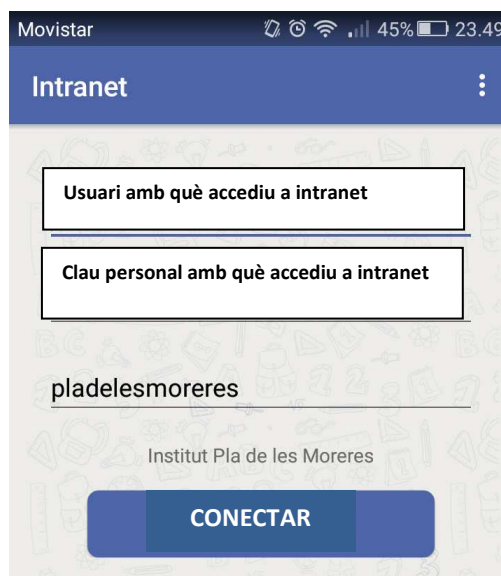 Movistar 45% 23.49
Intranet
Usuari amb què accediu a intranet
Clau personal amb què accediu a intranet
pladelesmoreres
Institut Pla de les Moreres
CONECTAR